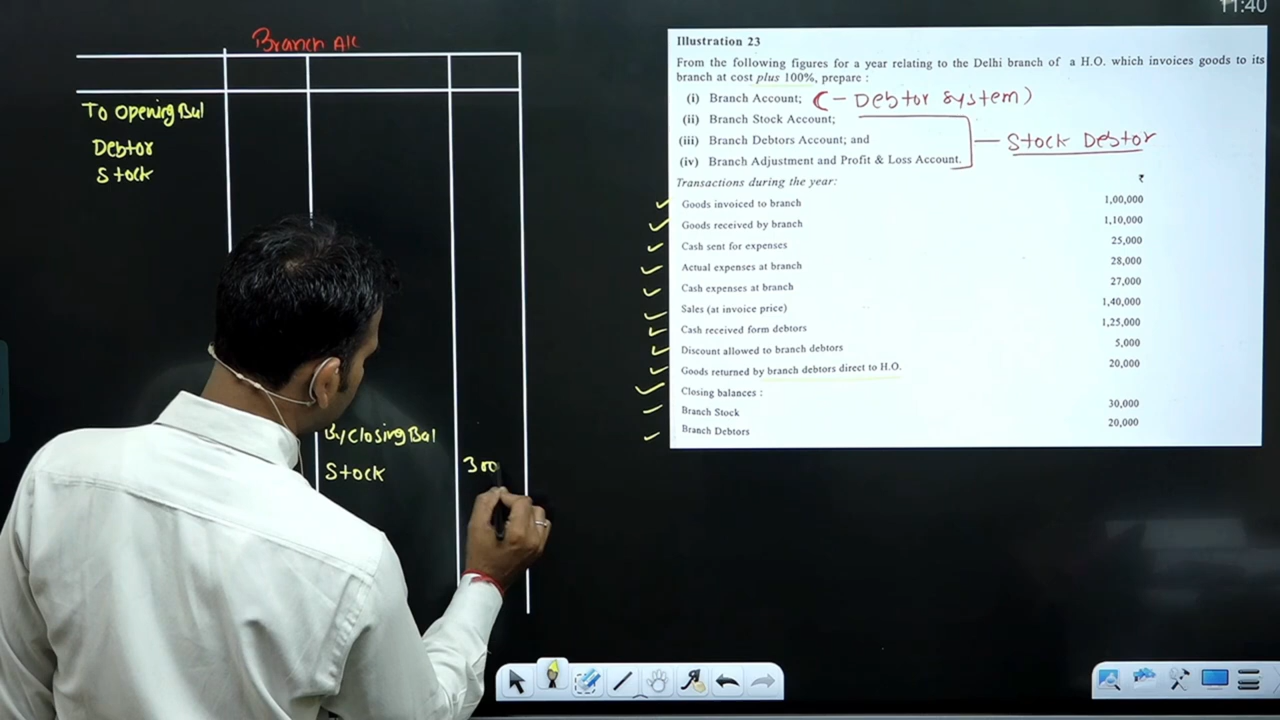 11:40
Branch A/c
To Opening Bal
Debtor
Stock
By Closing Bal
Stock 300
Illustration 23
From the following figures for a year relating to the Delhi branch of a H.O. which invoices goods to its
branch at cost plus 100%, prepare :
(i) Branch Account; (- Debtor System)
(ii) Branch Stock Account;
(iii) Branch Debtors Account; and
(iv) Branch Adjustment and Profit & Loss Account.
Stock Debtor
Transactions during the year: ₹
Goods invoiced to branch 1,00,000
Goods received by branch 1,10,000
Cash sent for expenses 25,000
Actual expenses at branch 28,000
Cash expenses at branch 27,000
Sales (at invoice price) 1,40,000
Cash received form debtors 1,25,000
Discount allowed to branch debtors 5,000
Goods returned by branch debtors direct to H.O. 20,000
Closing balances :
Branch Stock 30,000
Branch Debtors 20,000